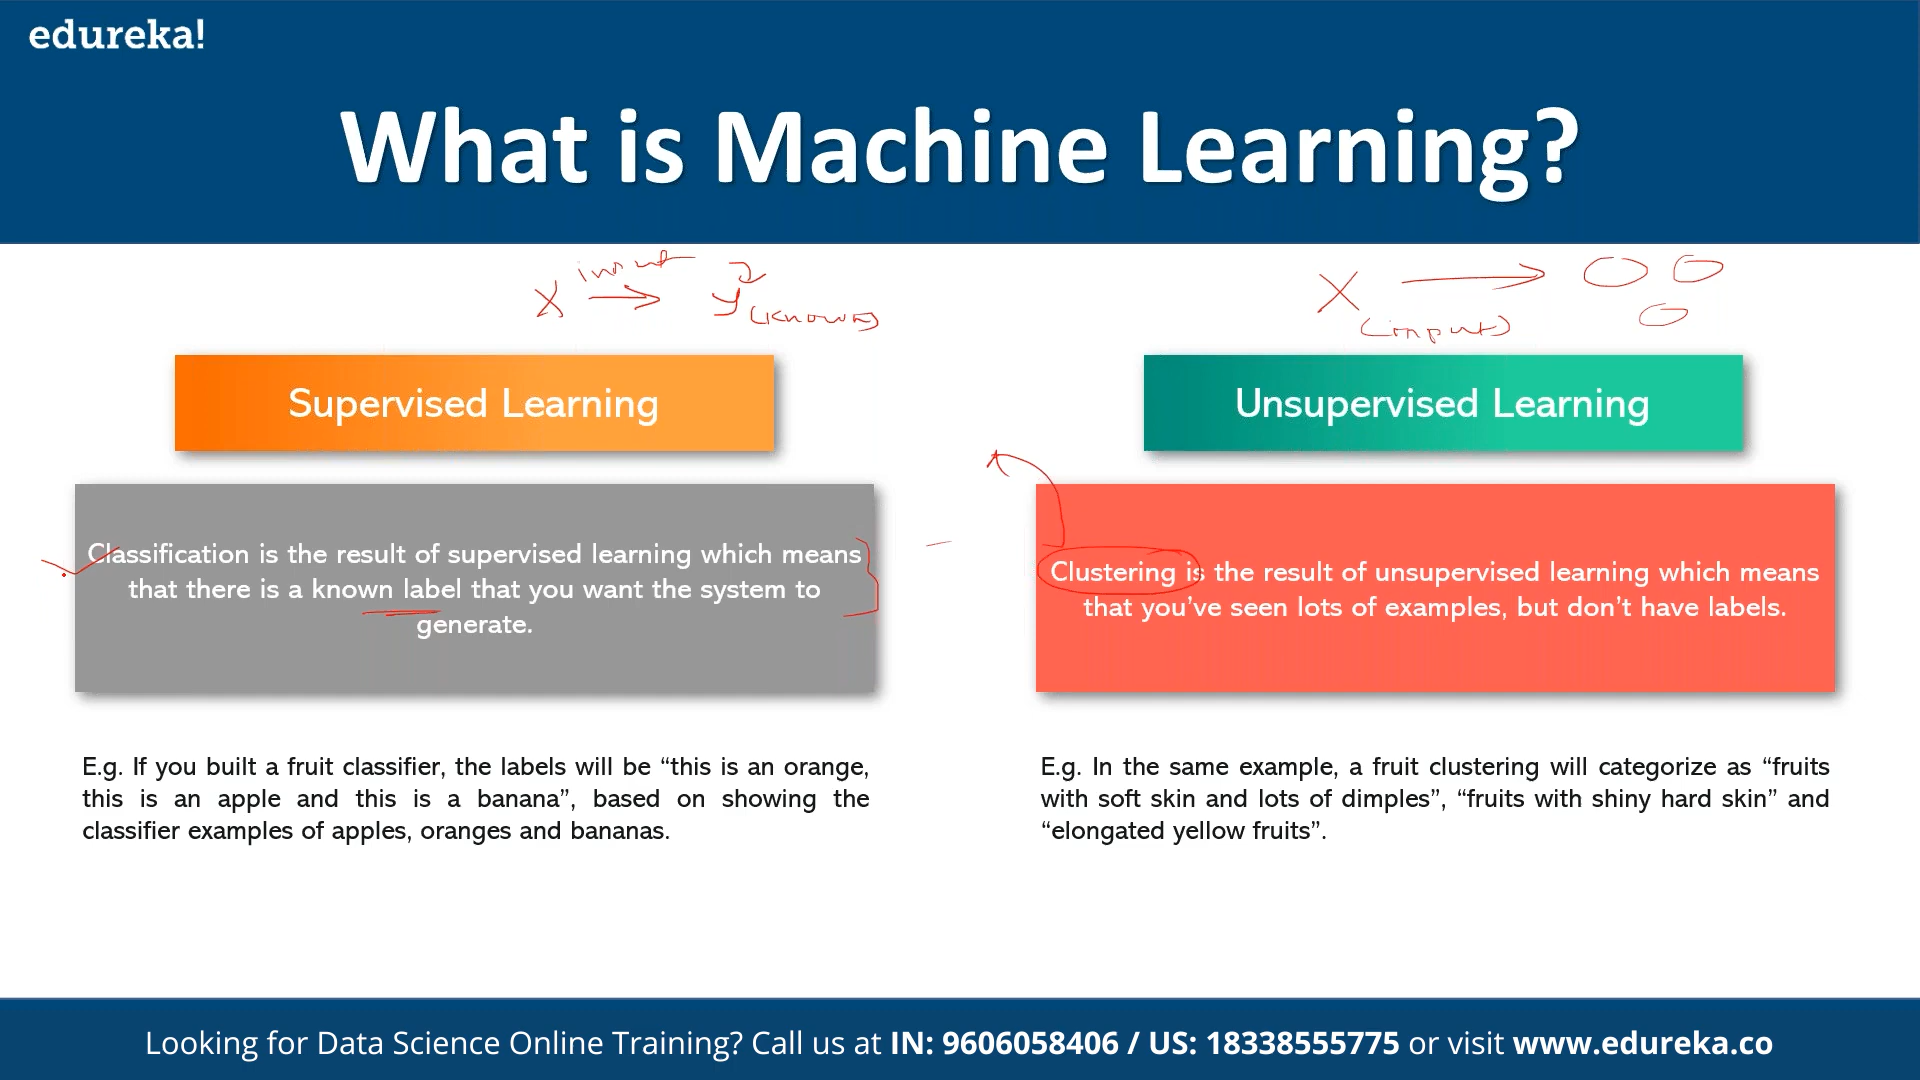 edureka!
What is Machine Learning?
X input y (known)
X (input)
Supervised Learning
Classification is the result of supervised learning which means
that there is a known label that you want the system to
generate.
E.g. If you built a fruit classifier, the labels will be “this is an orange,
this is an apple and this is a banana”, based on showing the
classifier examples of apples, oranges and bananas.
Unsupervised Learning
Clustering is the result of unsupervised learning which means
that you’ve seen lots of examples, but don’t have labels.
E.g. In the same example, a fruit clustering will categorize as “fruits
with soft skin and lots of dimples”, “fruits with shiny hard skin” and
“elongated yellow fruits”.
Looking for Data Science Online Training? Call us at IN: 9606058406 / US: 18338555775 or visit www.edureka.co